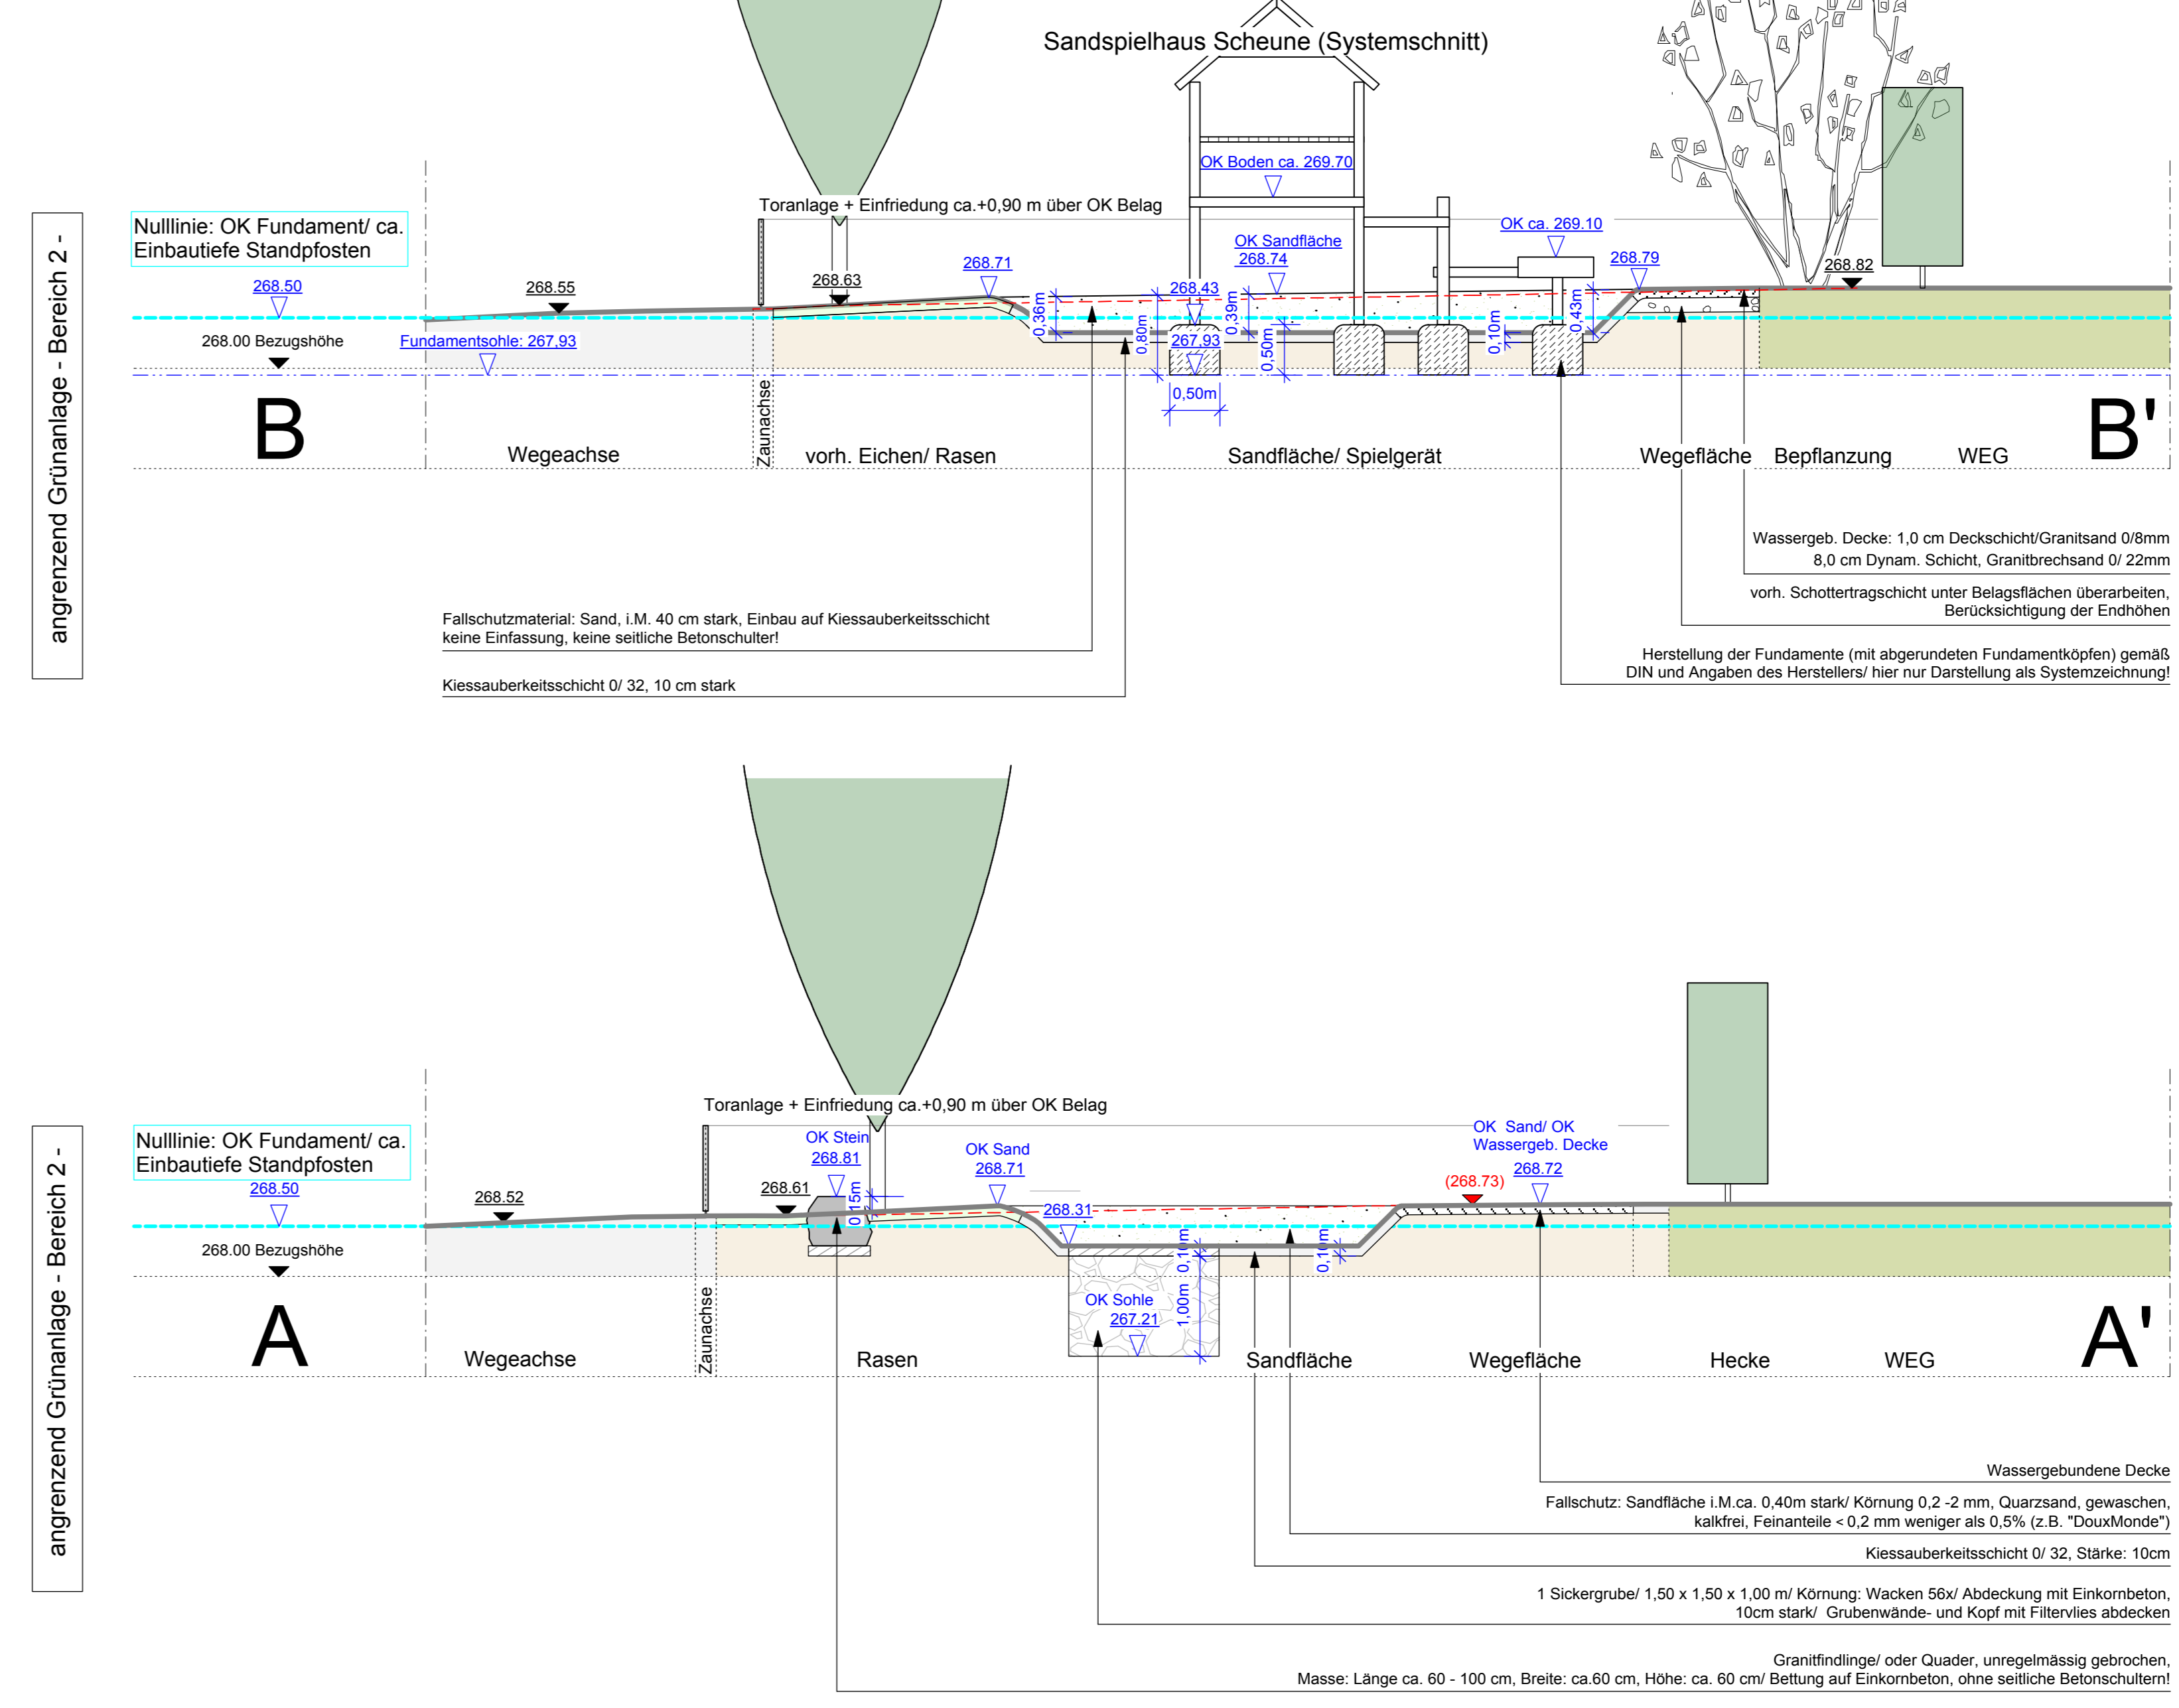 Sandspielhaus Scheune (Systemschnitt)
OK Boden ca. 269.70
Toranlage + Einfriedung ca.+0,90 m über OK Belag
angrenzend Grünanlage - Bereich 2 -
Nulllinie: OK Fundament/ ca.
Einbautiefe Standpfosten
268.50
268.55
268.63
268.71
OK Sandfläche
268.74
OK ca. 269.10
268.79
268.82
268.00 Bezugshöhe
Fundamentsohle: 267,93
0,36m
0,80m
268,43
267,93
0,39m
0,50m
0,10m
0,43m
0,50m
B
B'
Wegeachse
Zaunachse
vorh. Eichen/ Rasen
Sandfläche/ Spielgerät
Wegefläche
Bepflanzung
WEG
Wassergeb. Decke: 1,0 cm Deckschicht/Granitsand 0/8mm
8,0 cm Dynam. Schicht, Granitbrechsand 0/ 22mm
vorh. Schottertragschicht unter Belagsflächen überarbeiten,
Berücksichtigung der Endhöhen
Fallschutzmaterial: Sand, i.M. 40 cm stark, Einbau auf Kiessauberkeitsschicht
keine Einfassung, keine seitliche Betonschulter!
Herstellung der Fundamente (mit abgerundeten Fundamentköpfen) gemäß
DIN und Angaben des Herstellers/ hier nur Darstellung als Systemzeichnung!
Kiessauberkeitsschicht 0/ 32, 10 cm stark
Toranlage + Einfriedung ca.+0,90 m über OK Belag
angrenzend Grünanlage - Bereich 2 -
Nulllinie: OK Fundament/ ca.
Einbautiefe Standpfosten
268.50
268.52
268.61
OK Stein
268.81
0,15m
OK Sand
268.71
268.31
OK Sand/ OK
Wassergeb. Decke
268.72
(268.73)
268.00 Bezugshöhe
0,10m
0,10m
1,00m
OK Sohle
267.21
A
A'
Wegeachse
Zaunachse
Rasen
Sandfläche
Wegefläche
Hecke
WEG
Wassergebundene Decke
Fallschutz: Sandfläche i.M.ca. 0,40m stark/ Körnung 0,2 -2 mm, Quarzsand, gewaschen,
kalkfrei, Feinanteile < 0,2 mm weniger als 0,5% (z.B. "DouxMonde")
Kiessauberkeitsschicht 0/ 32, Stärke: 10cm
1 Sickergrube/ 1,50 x 1,50 x 1,00 m/ Körnung: Wacken 56x/ Abdeckung mit Einkornbeton,
10cm stark/ Grubenwände- und Kopf mit Filtervlies abdecken
Granitfindlinge/ oder Quader, unregelmässig gebrochen,
Masse: Länge ca. 60 - 100 cm, Breite: ca.60 cm, Höhe: ca. 60 cm/ Bettung auf Einkornbeton, ohne seitliche Betonschultern!